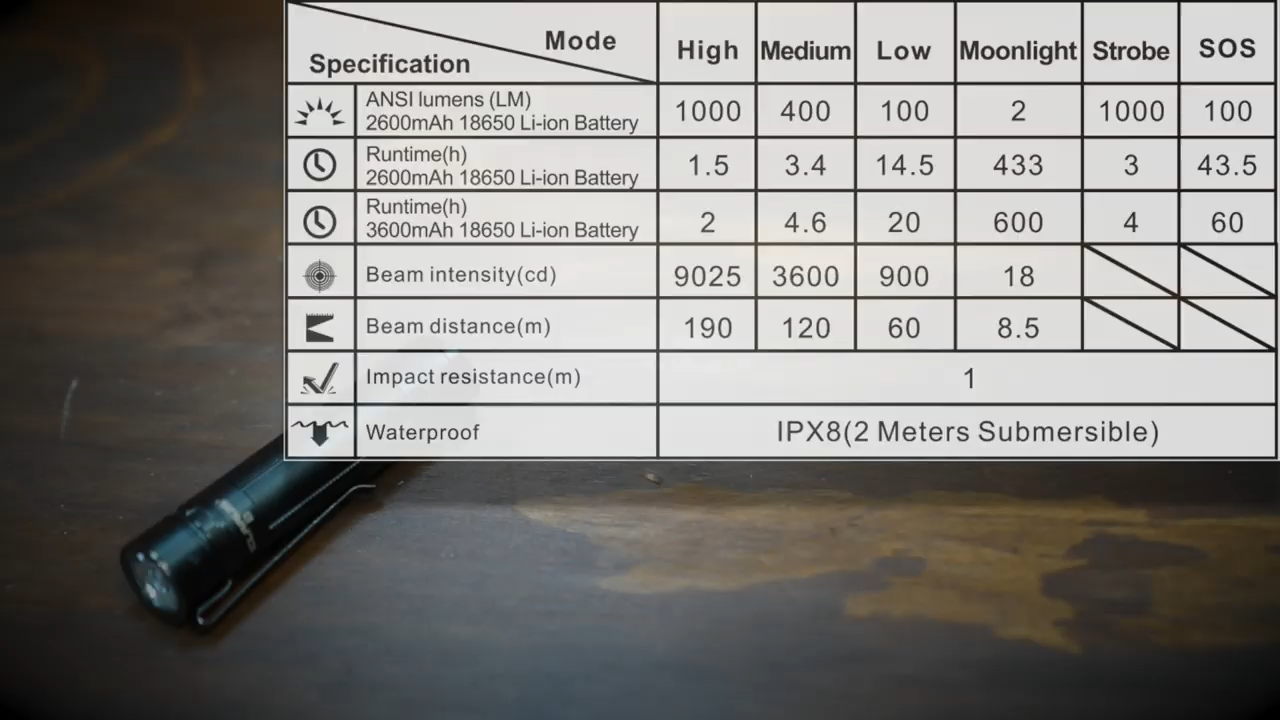 Mode
Specification
High Medium Low Moonlight Strobe SOS
ANSI lumens (LM)
2600mAh 18650 Li-ion Battery
1000 400 100 2 1000 100
Runtime(h)
2600mAh 18650 Li-ion Battery
1.5 3.4 14.5 433 3 43.5
Runtime(h)
3600mAh 18650 Li-ion Battery
2 4.6 20 600 4 60
Beam intensity(cd)
9025 3600 900 18
Beam distance(m)
190 120 60 8.5
Impact resistance(m)
1
Waterproof
IPX8(2 Meters Submersible)